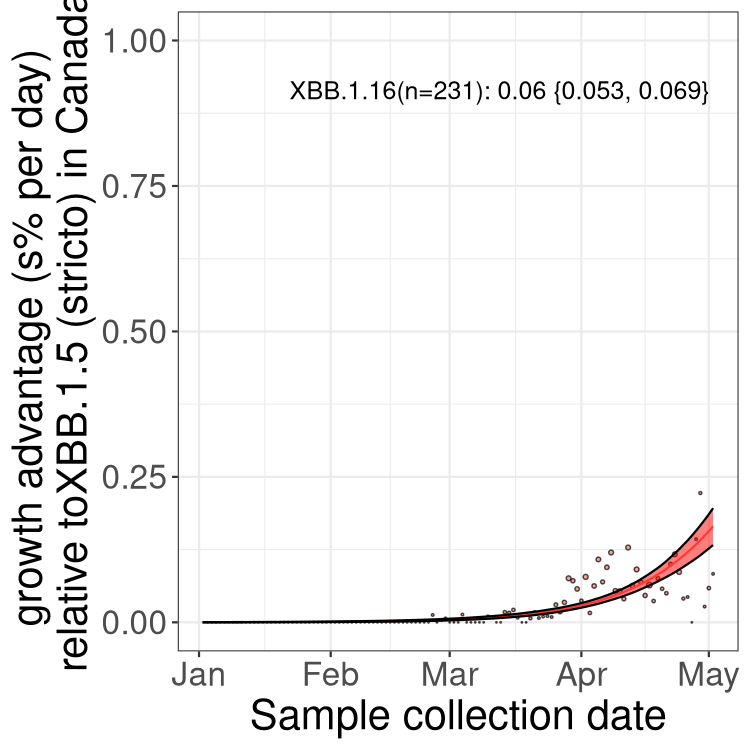 growth advantage (s% per day)
relative toXBB.1.5 (stricto) in Canada
1.00
0.75
0.50
0.25
0.00
XBB.1.16(n=231): 0.06 {0.053, 0.069}
Jan Feb Mar Apr May
Sample collection date